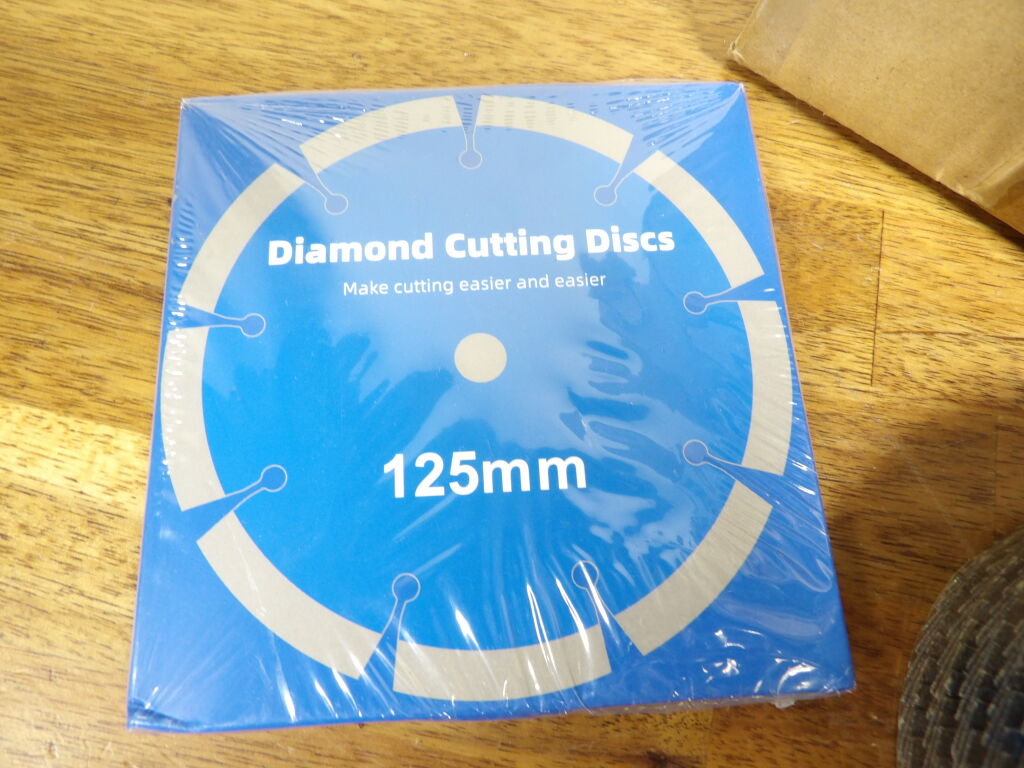 Diamond Cutting Discs
Make cutting easier and easier
125mm